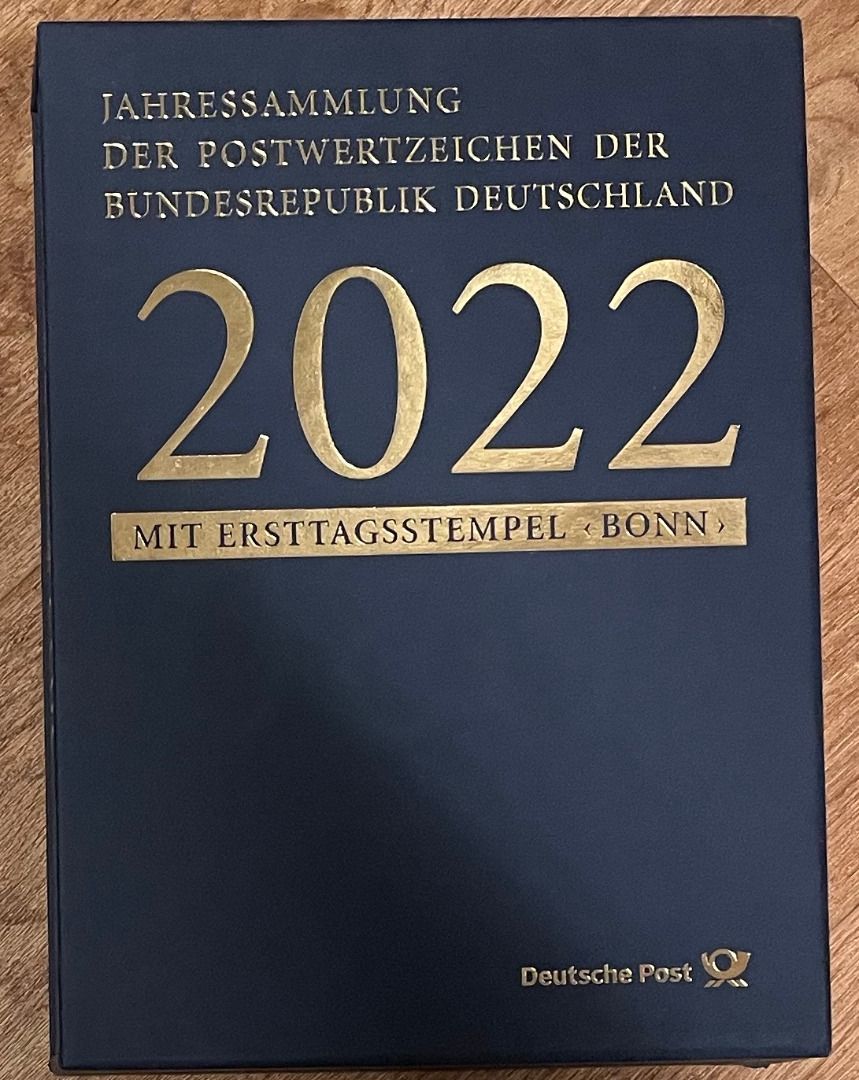 JAHRESSAMMLUNG
DER POSTWERTZEICHEN DER
BUNDESREPUBLIK DEUTSCHLAND
2022
MIT ERSTTAGSSTEMPEL ‹BONN›
Deutsche Post